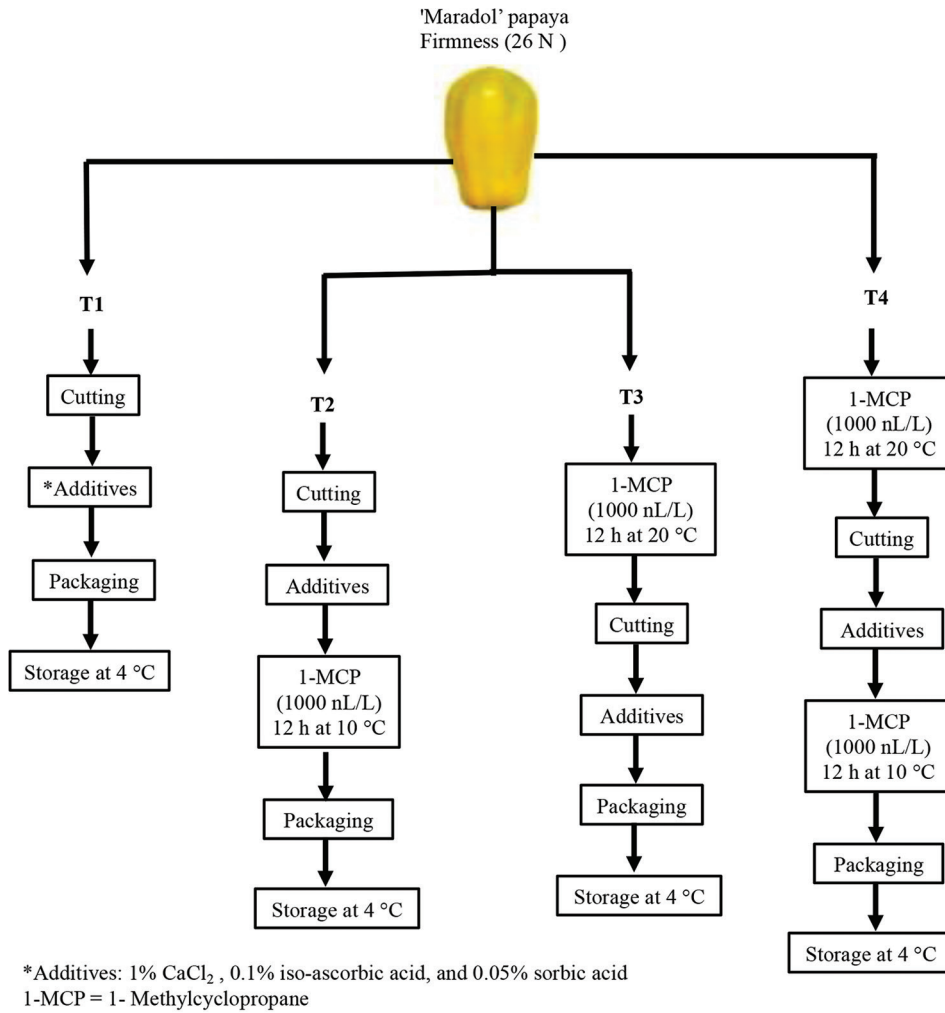 'Maradol’ papaya
Firmness (26 N )
T1
Cutting
*Additives
Packaging
Storage at 4 °C
T2
Cutting
Additives
1-MCP
(1000 nL/L)
12 h at 10 °C
Packaging
Storage at 4 °C
T3
1-MCP
(1000 nL/L)
12 h at 20 °C
Cutting
Additives
Packaging
Storage at 4 °C
T4
1-MCP
(1000 nL/L)
12 h at 20 °C
Cutting
Additives
1-MCP
(1000 nL/L)
12 h at 10 °C
Packaging
Storage at 4 °C
*Additives: 1% CaCl₂ , 0.1% iso-ascorbic acid, and 0.05% sorbic acid
1-MCP = 1- Methylcyclopropane